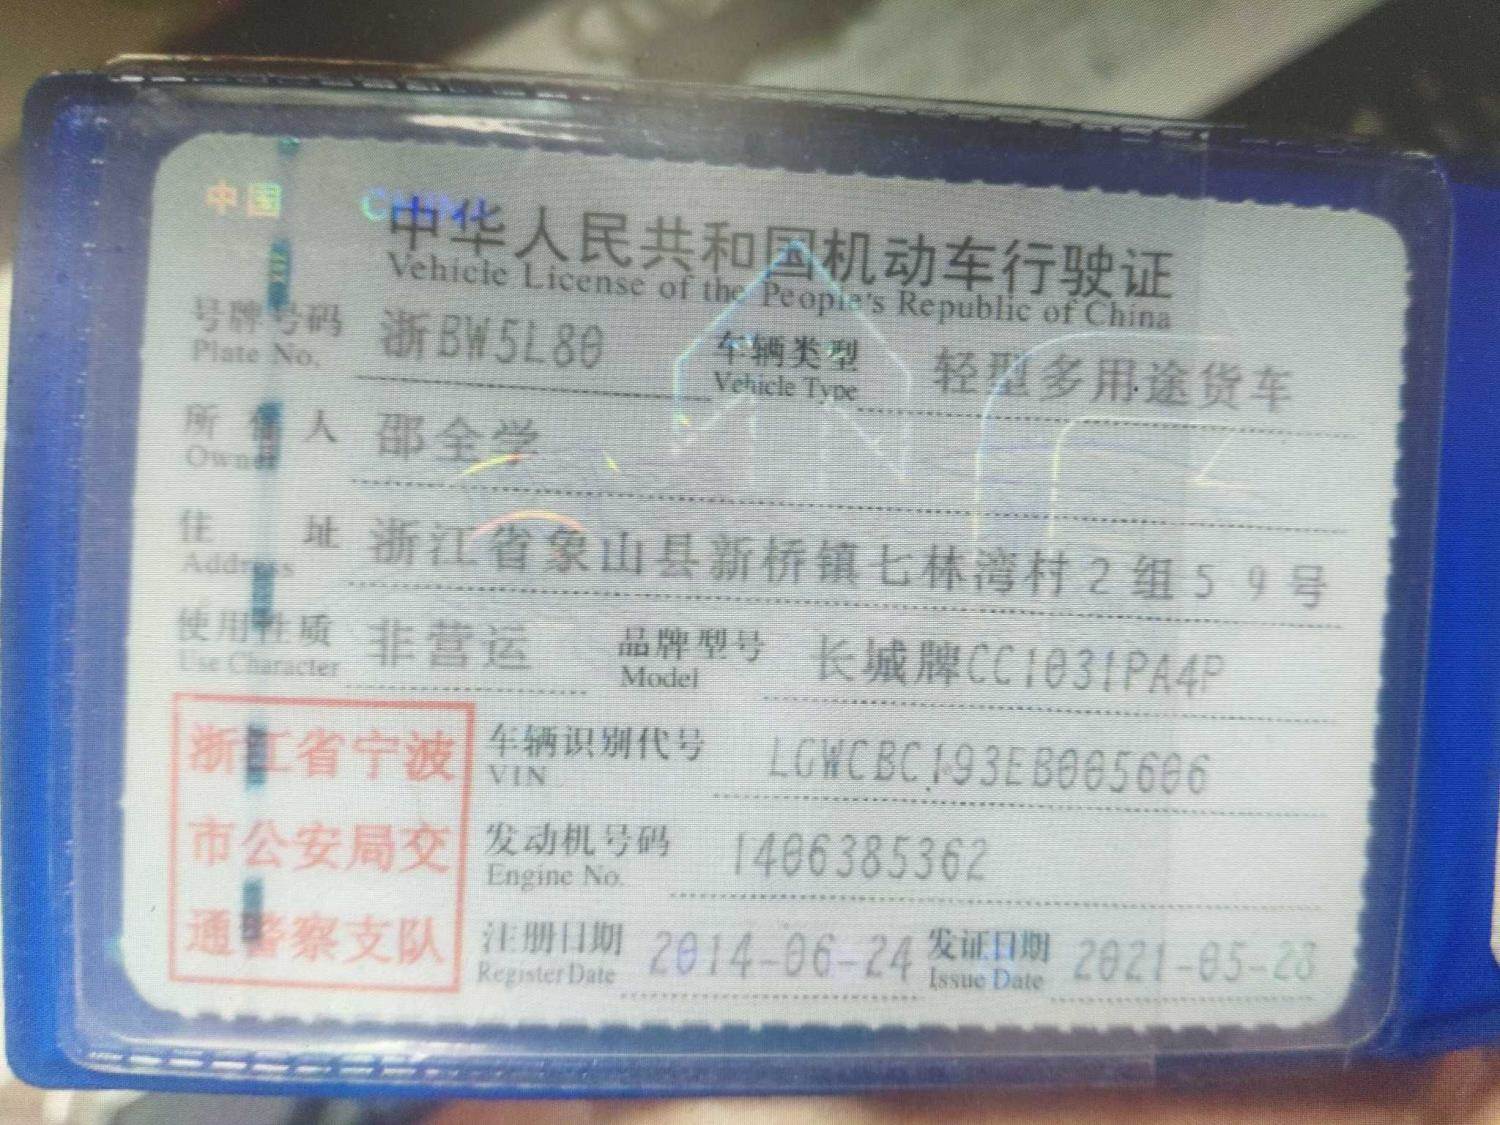 中国 CHINA
中华人民共和国机动车行驶证
Vehicle License of the People's Republic of China
号牌号码 浙BW5L80 车辆类型 轻型多用途货车
Plate No. Vehicle Type
所有人 邵全学
Owner
住址 浙江省象山县新桥镇七林湾村2组59号
Address
使用性质 非营运 品牌型号 长城牌CC1031PA4P
Use Character Model
浙江省宁波
市公安局交
通警察支队
车辆识别代号 LGWCBC193EB005606
VIN
发动机号码 1406385362
Engine No.
注册日期 2014-06-24 发证日期 2021-05-28
Register Date Issue Date